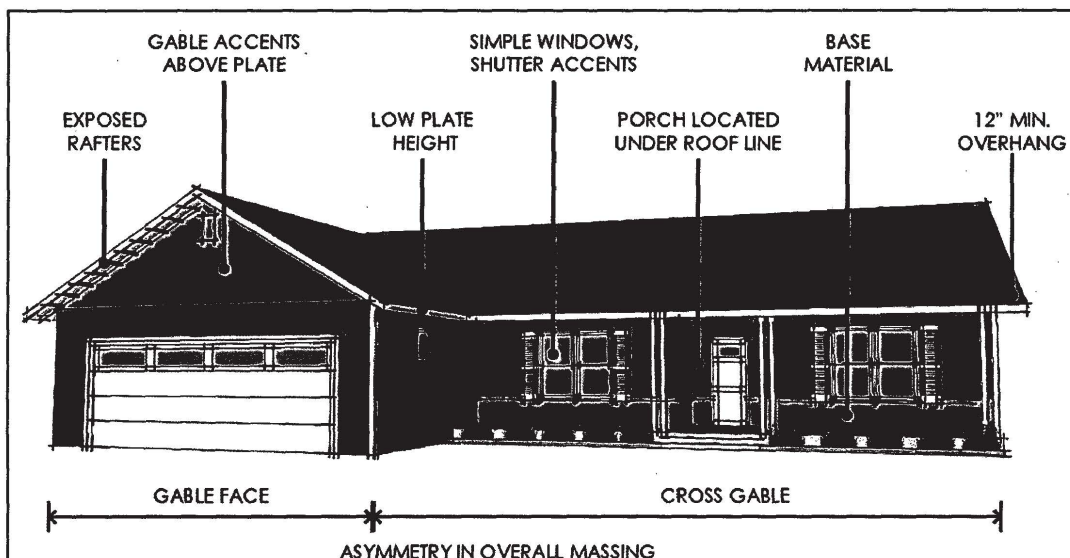 GABLE ACCENTS
ABOVE PLATE
SIMPLE WINDOWS,
SHUTTER ACCENTS
BASE
MATERIAL
EXPOSED
RAFTERS
LOW PLATE
HEIGHT
PORCH LOCATED
UNDER ROOF LINE
12" MIN.
OVERHANG
GABLE FACE
CROSS GABLE
ASYMMETRY IN OVERALL MASSING